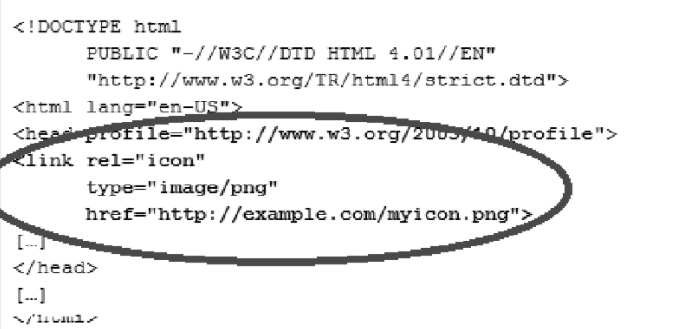 <!DOCTYPE html
PUBLIC "-//W3C//DTD HTML 4.01//EN"
"http://www.w3.org/TR/html4/strict.dtd">
<html lang="en-US">
<head profile="http://www.w3.org/2005/10/profile">
<link rel="icon"
type="image/png"
href="http://example.com/myicon.png">
[…]
</head>
[…]
</html>